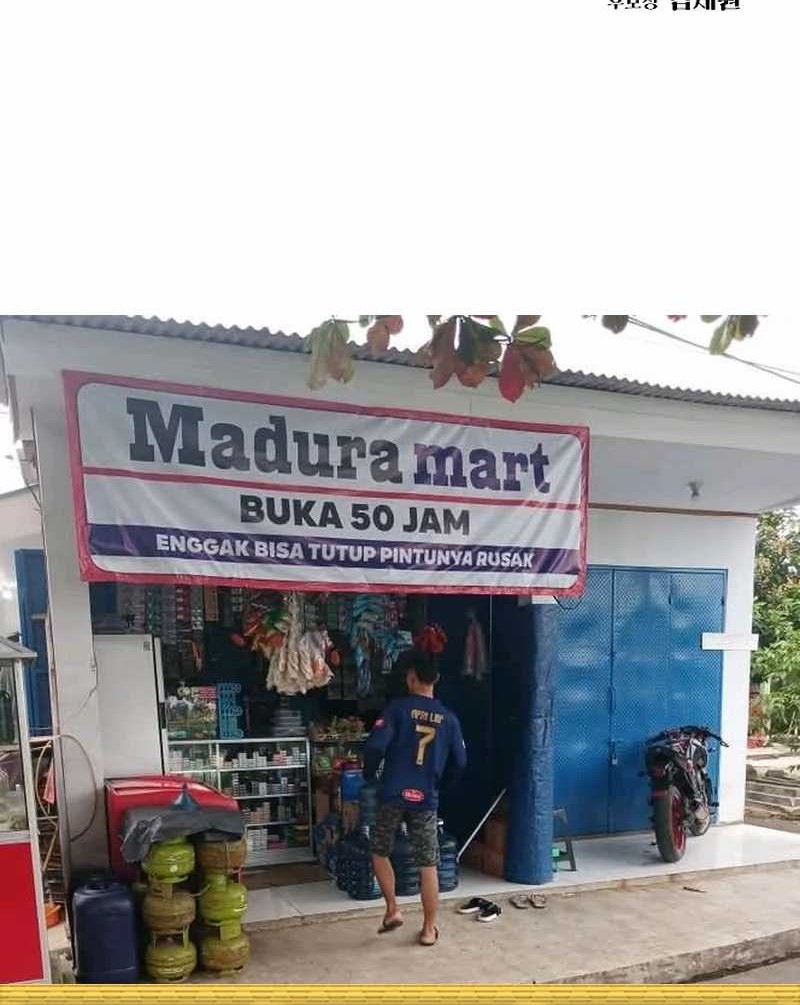 Madura mart
BUKA 50 JAM
ENGGAK BISA TUTUP PINTUNYA RUSAK
7